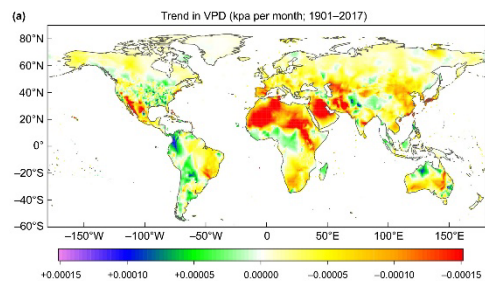 (a) Trend in VPD (kpa per month; 1901–2017)
80°N
60°N
40°N
20°N
0°
−20°S
−40°S
−60°S
−150°W −100°W −50°W 0° 50°E 100°E 150°E
+0.00015 +0.00010 +0.00005 0.00000 −0.00005 −0.00010 −0.00015